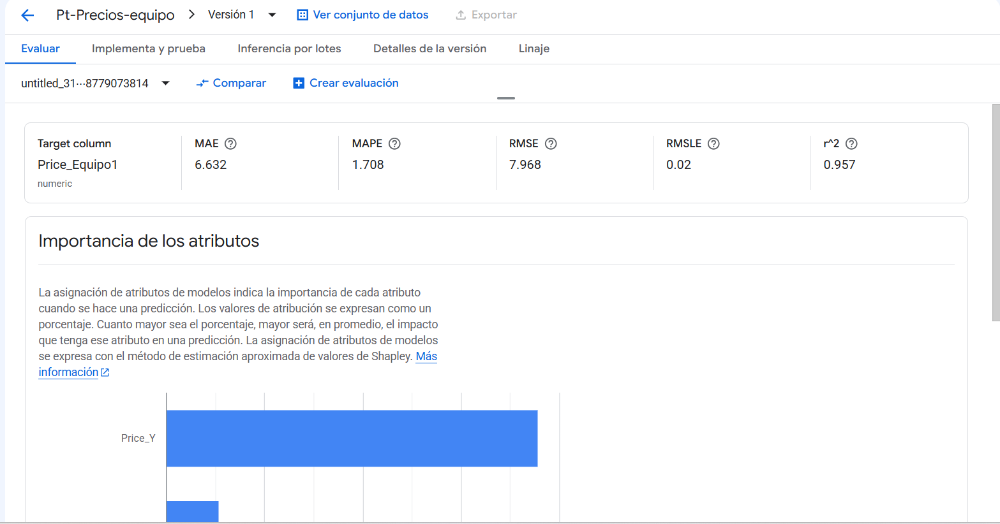 Pt-Precios-equipo Versión 1 Ver conjunto de datos Exportar
Evaluar Implementa y prueba Inferencia por lotes Detalles de la versión Linaje
untitled_31···8779073814 Comparar Crear evaluación
Target column MAE MAPE RMSE RMSLE r^2
Price_Equipo1 6.632 1.708 7.968 0.02 0.957
numeric
Importancia de los atributos
La asignación de atributos de modelos indica la importancia de cada atributo
cuando se hace una predicción. Los valores de atribución se expresan como un
porcentaje. Cuanto mayor sea el porcentaje, mayor será, en promedio, el impacto
que tenga ese atributo en una predicción. La asignación de atributos de modelos
se expresa con el método de estimación aproximada de valores de Shapley. Más
información
Price_Y